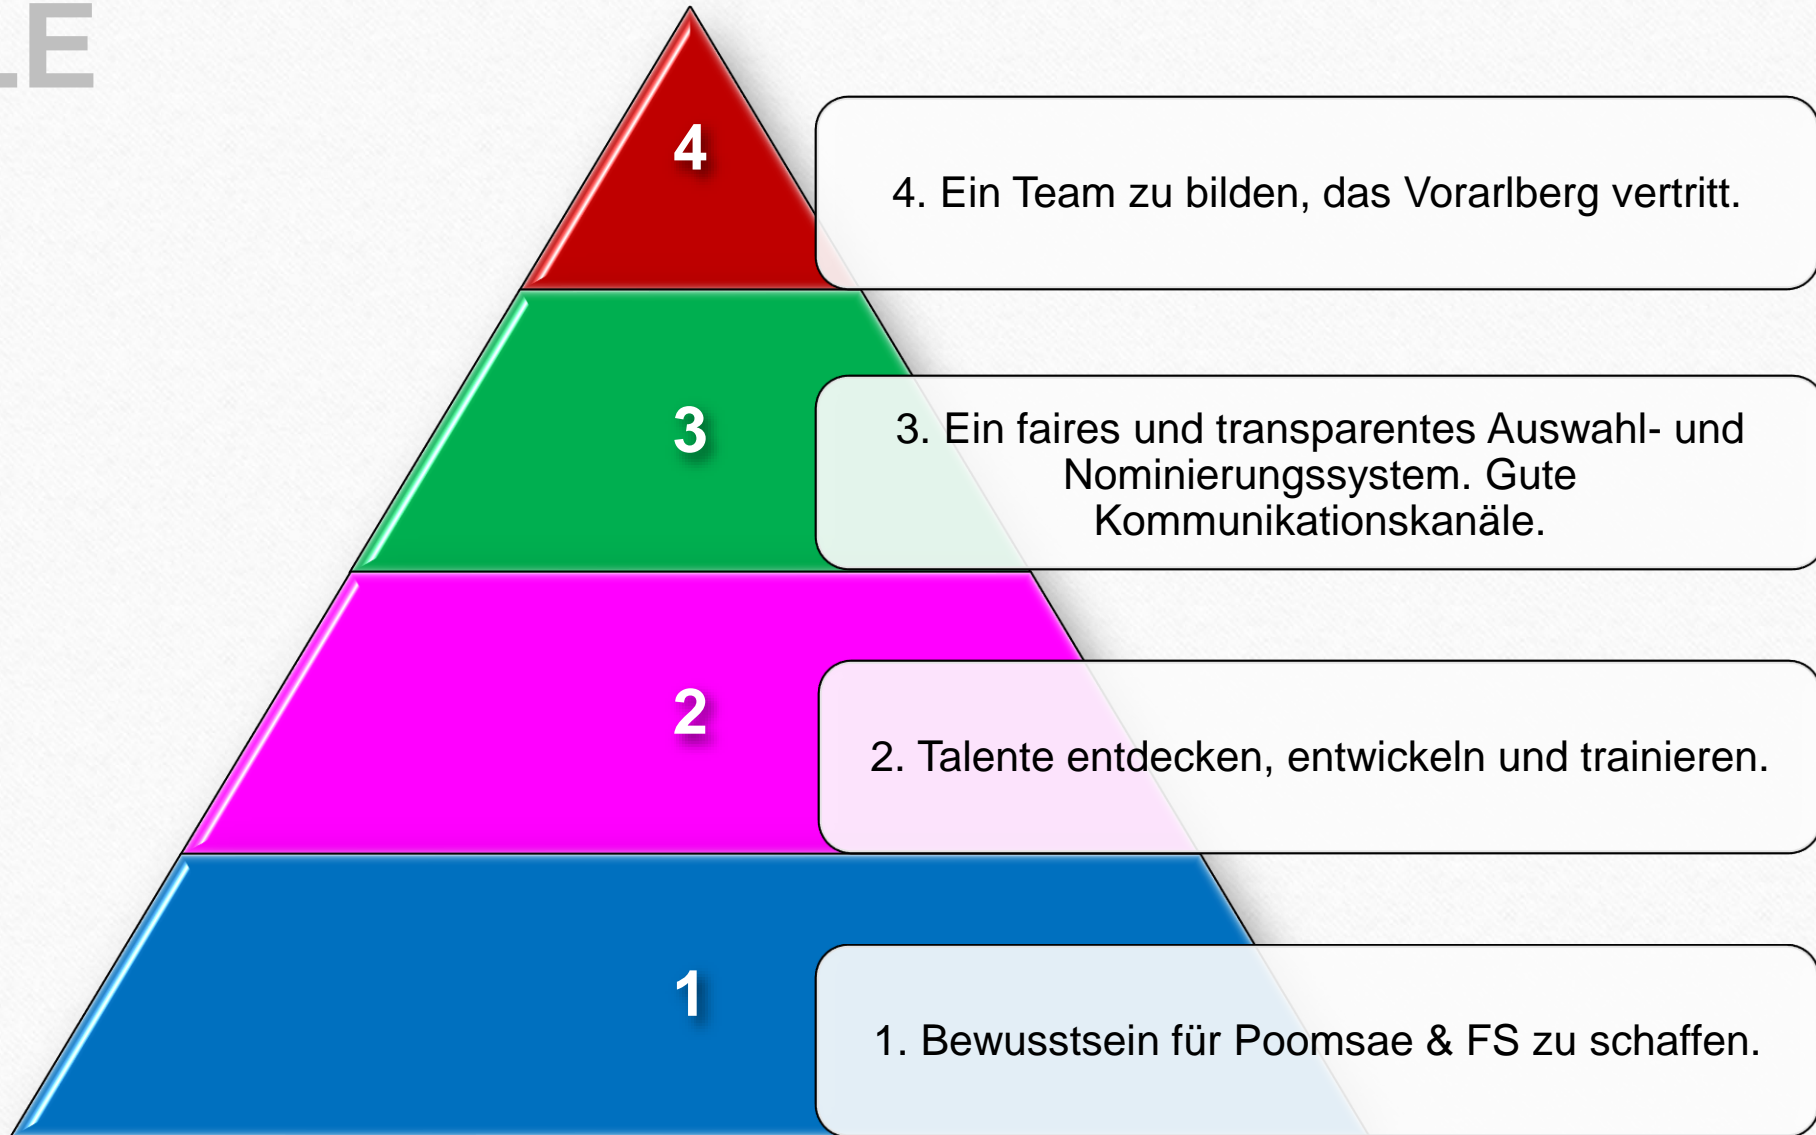 LE
4
4. Ein Team zu bilden, das Vorarlberg vertritt.
3
3. Ein faires und transparentes Auswahl- und
Nominierungssystem. Gute
Kommunikationskanäle.
2
2. Talente entdecken, entwickeln und trainieren.
1
1. Bewusstsein für Poomsae & FS zu schaffen.